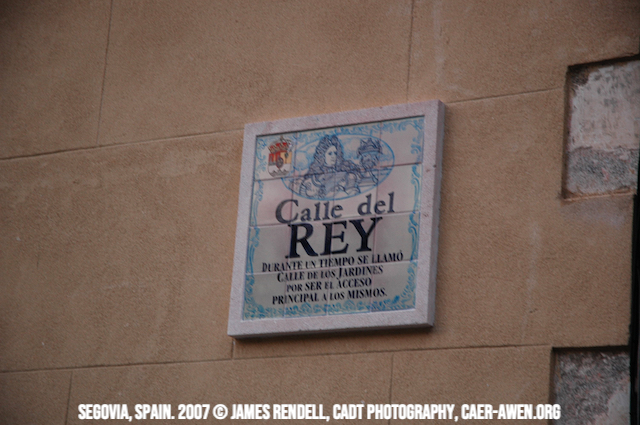 Calle del
REY
DURANTE UN TIEMPO SE LLAMÓ
CALLE DE LOS JARDINES
POR SER EL ACCESO
PRINCIPAL A LOS MISMOS.
SEGOVIA, SPAIN. 2007 © JAMES RENDELL, CADT PHOTOGRAPHY, CAER-AWEN.ORG